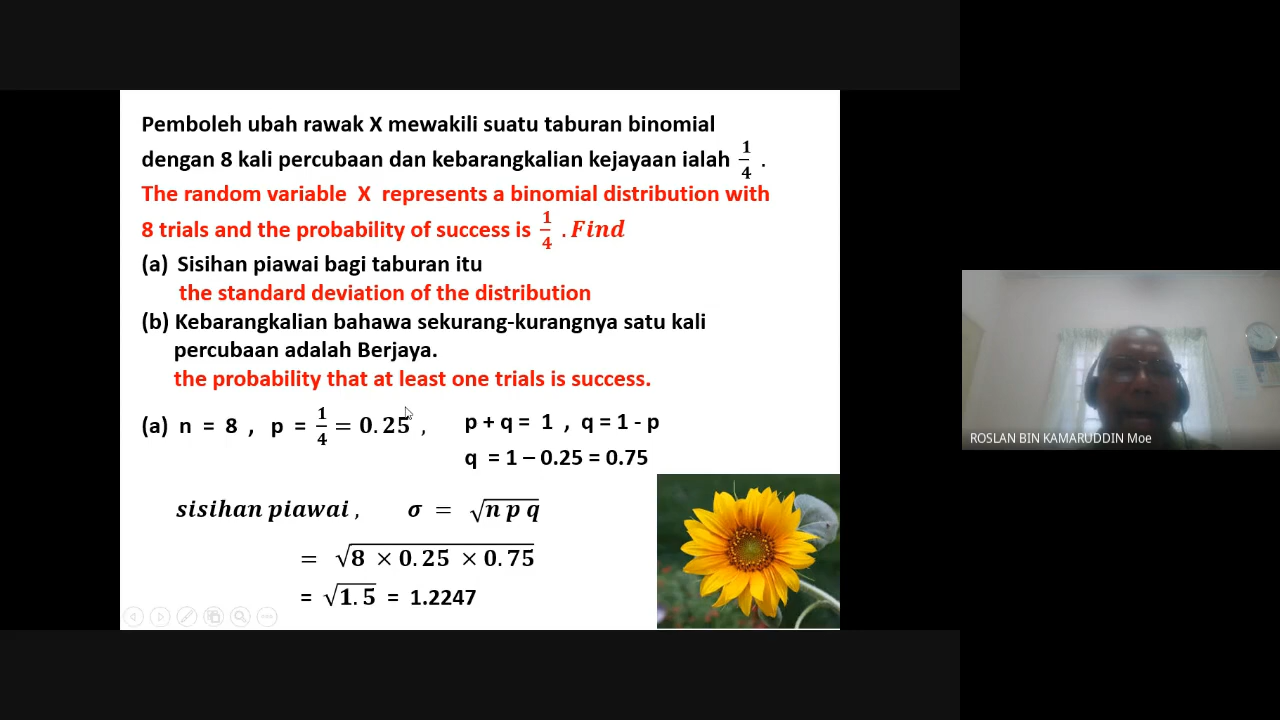 Pemboleh ubah rawak X mewakili suatu taburan binomial
dengan 8 kali percubaan dan kebarangkalian kejayaan ialah 1/4 .
The random variable X represents a binomial distribution with
8 trials and the probability of success is 1/4 . Find
(a) Sisihan piawai bagi taburan itu
the standard deviation of the distribution
(b) Kebarangkalian bahawa sekurang-kurangnya satu kali
percubaan adalah Berjaya.
the probability that at least one trials is success.
(a) n = 8 , p = 1/4 = 0.25 , p + q = 1 , q = 1 - p
q = 1 – 0.25 = 0.75
sisihan piawai , σ = √n p q
= √8 × 0.25 × 0.75
= √1.5 = 1.2247
ROSLAN BIN KAMARUDDIN Moe